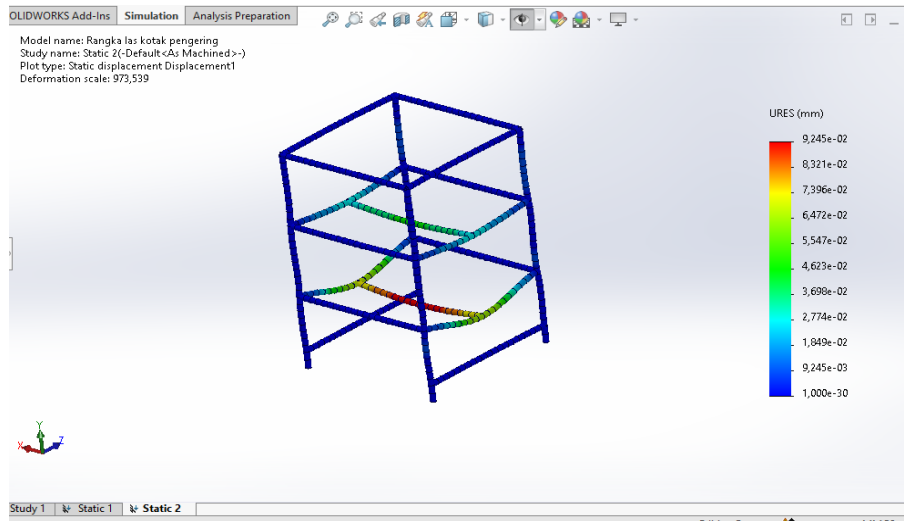 SOLIDWORKS Add-Ins Simulation Analysis Preparation
Model name: Rangka las kotak pengering
Study name: Static 2(-Default<As Machined>-)
Plot type: Static displacement Displacement1
Deformation scale: 973,539
URES (mm)
9,245e-02
8,321e-02
7,396e-02
6,472e-02
5,547e-02
4,623e-02
3,698e-02
2,774e-02
1,849e-02
9,245e-03
1,000e-30
Y
X
Z
Study 1 Static 1 Static 2